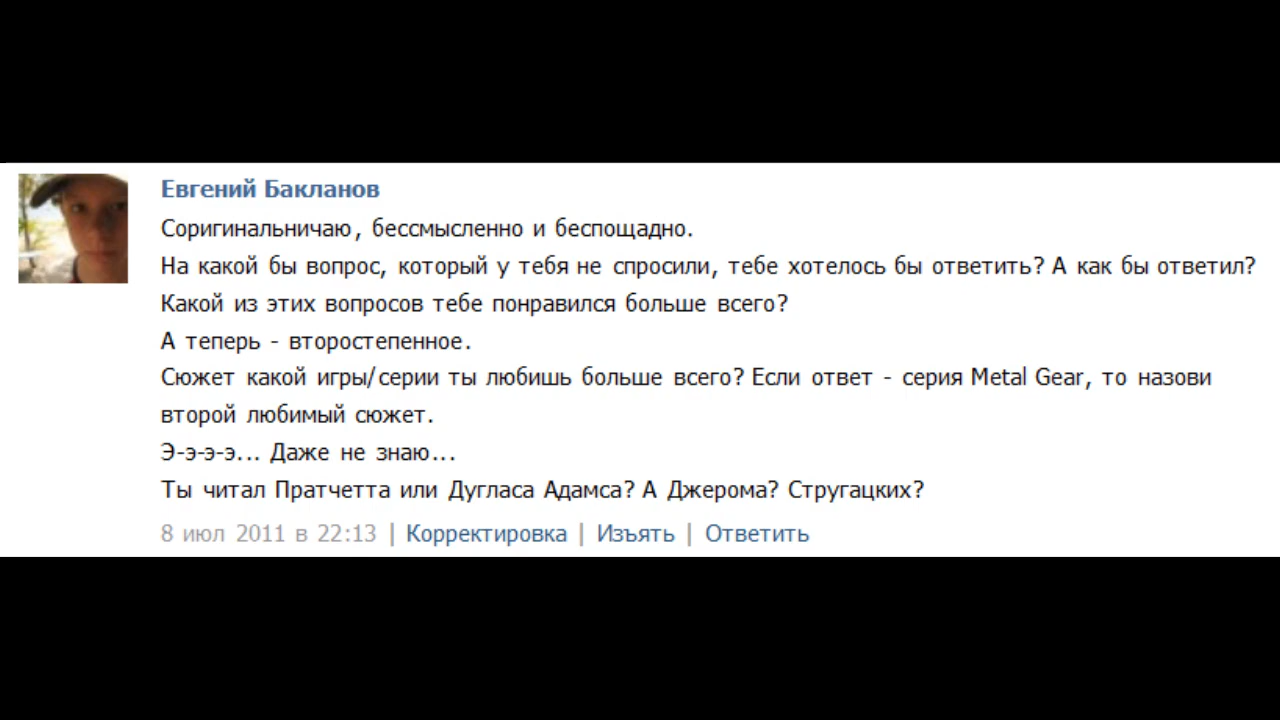 Евгений Бакланов
Соригинальничаю, бессмысленно и беспощадно.
На какой бы вопрос, который у тебя не спросили, тебе хотелось бы ответить? А как бы ответил?
Какой из этих вопросов тебе понравился больше всего?
А теперь - второстепенное.
Сюжет какой игры/серии ты любишь больше всего? Если ответ - серия Metal Gear, то назови
второй любимый сюжет.
Э-э-э-э... Даже не знаю...
Ты читал Пратчетта или Дугласа Адамса? А Джерома? Стругацких?
8 июл 2011 в 22:13 | Корректировка | Изъять | Ответить